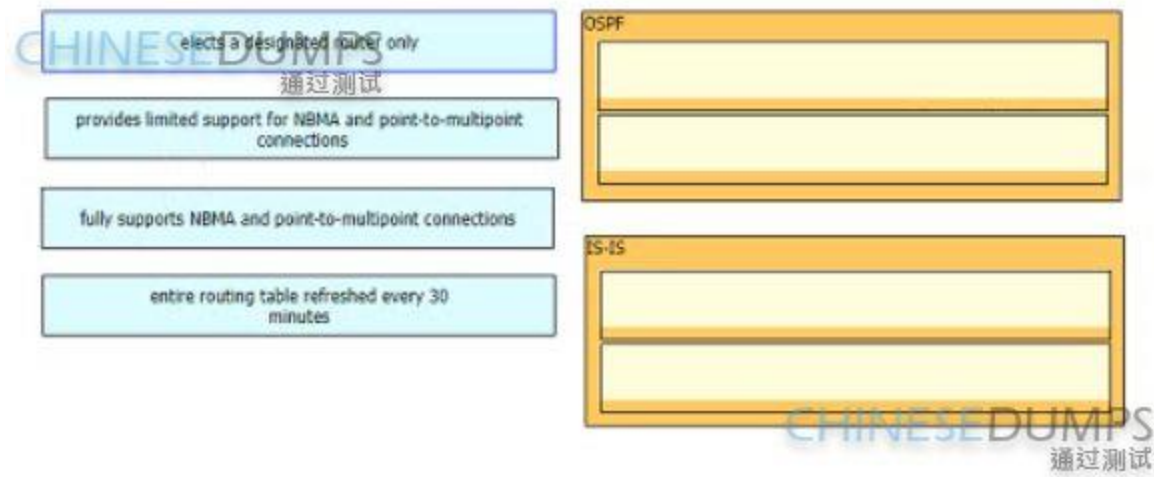 elects a designated router only
CHINESEDUMPS
通过测试
provides limited support for NBMA and point-to-multipoint
connections
fully supports NBMA and point-to-multipoint connections
entire routing table refreshed every 30
minutes
OSPF
IS-IS
CHINESEDUMPS
通过测试